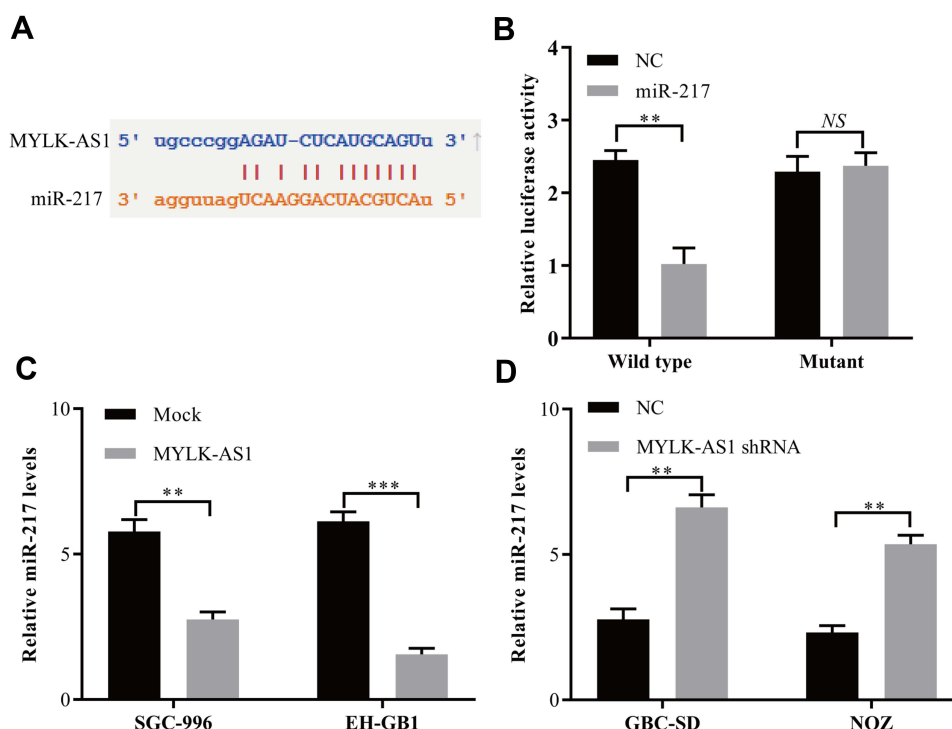 A
MYLK-AS1 5' ugcccggAGAU-CUCAUGCAGUu 3' ↑
miR-217 3' agguuagUCAAGGACUACGUCAu 5'
B
NC
miR-217
Relative luciferase activity
4
3
2
1
0
**
NS
Wild type
Mutant
C
Mock
MYLK-AS1
Relative miR-217 levels
10
5
0
**
***
SGC-996
EH-GB1
D
NC
MYLK-AS1 shRNA
Relative miR-217 levels
10
5
0
**
**
GBC-SD
NOZ